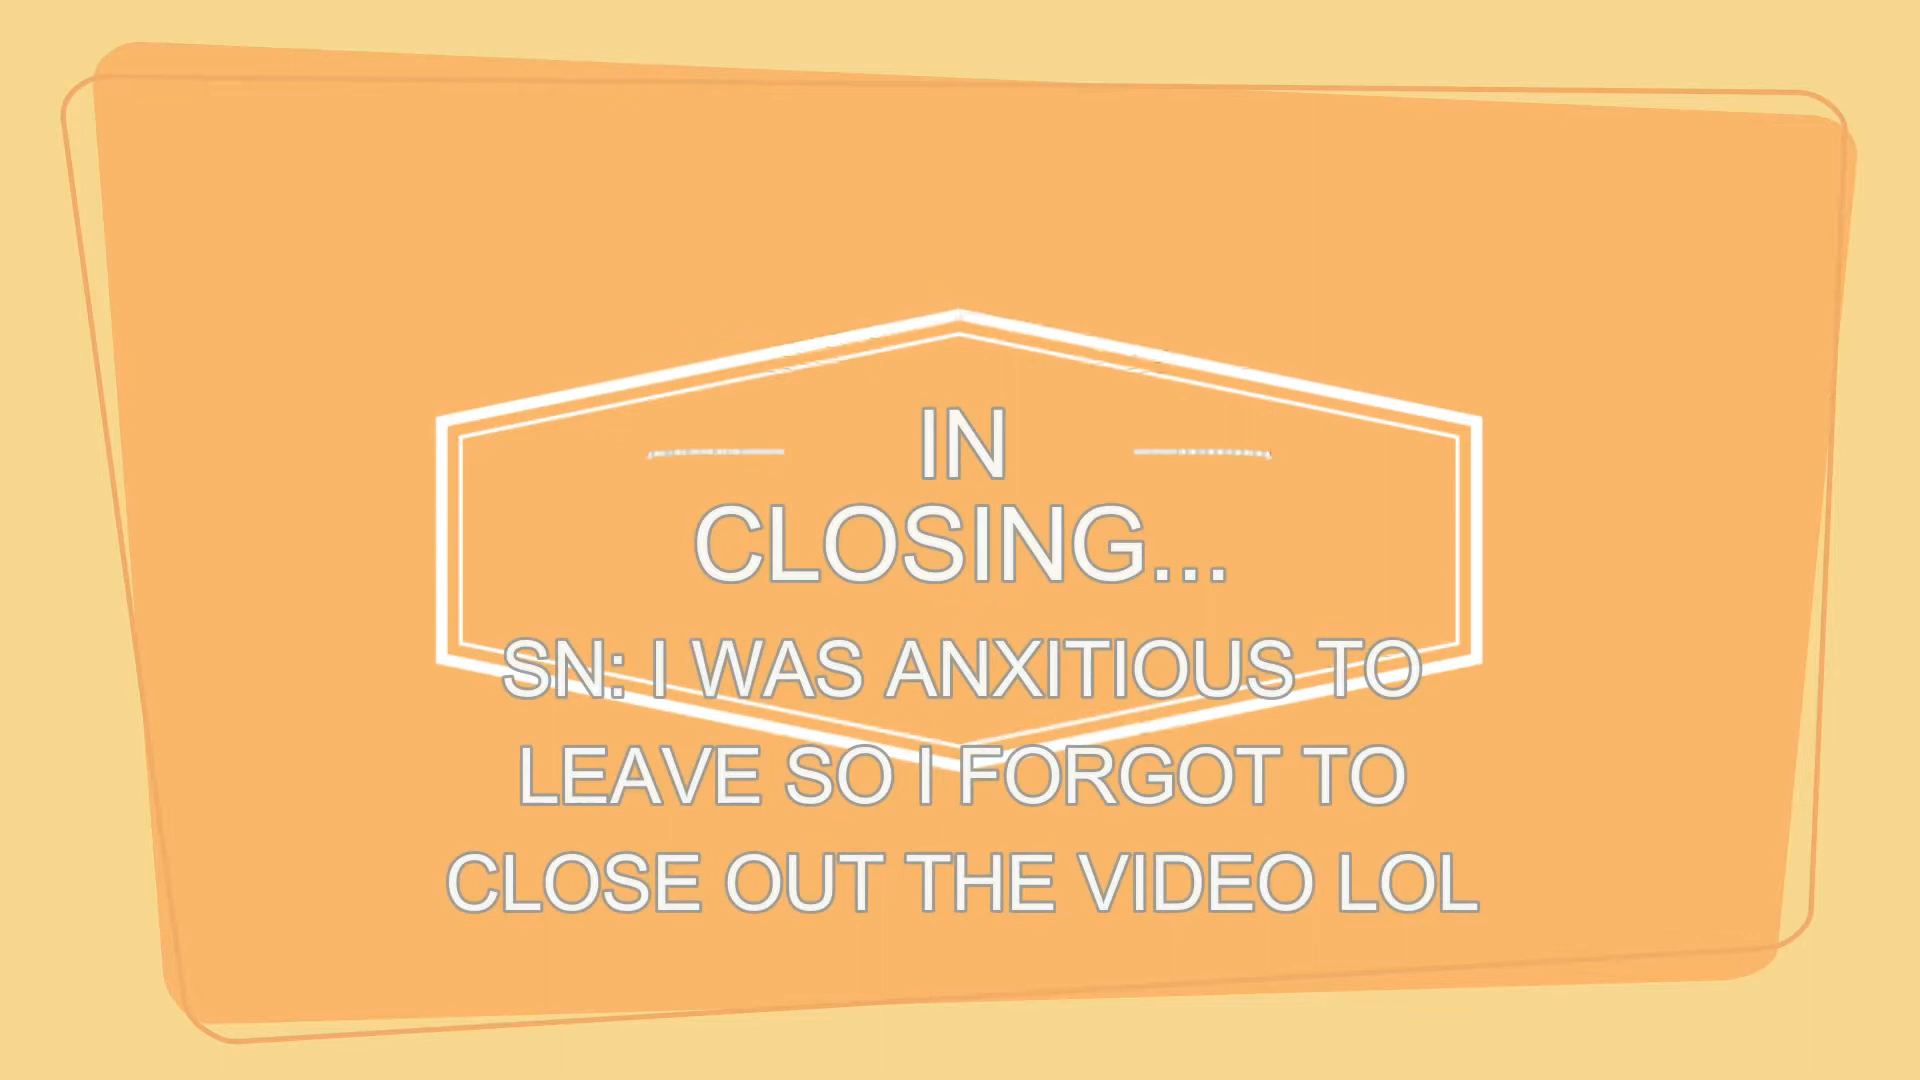 IN
CLOSING...
SN: I WAS ANXITIOUS TO
LEAVE SO I FORGOT TO
CLOSE OUT THE VIDEO LOL